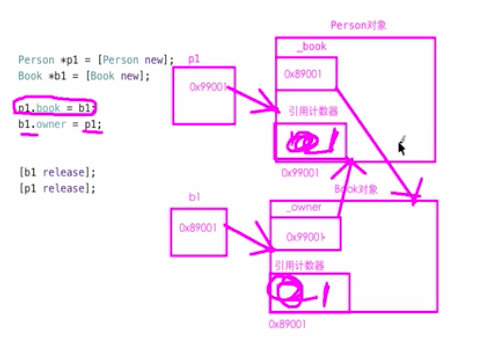 Person *p1 = [Person new];
Book *b1 = [Book new];
p1.book = b1;
b1.owner = p1;
[b1 release];
[p1 release];
Person对象
p1
0x99001
_book
0x89001
引用计数器
1
0x99001
Book对象
b1
0x89001
_owner
0x99001
引用计数器
1
0x89001